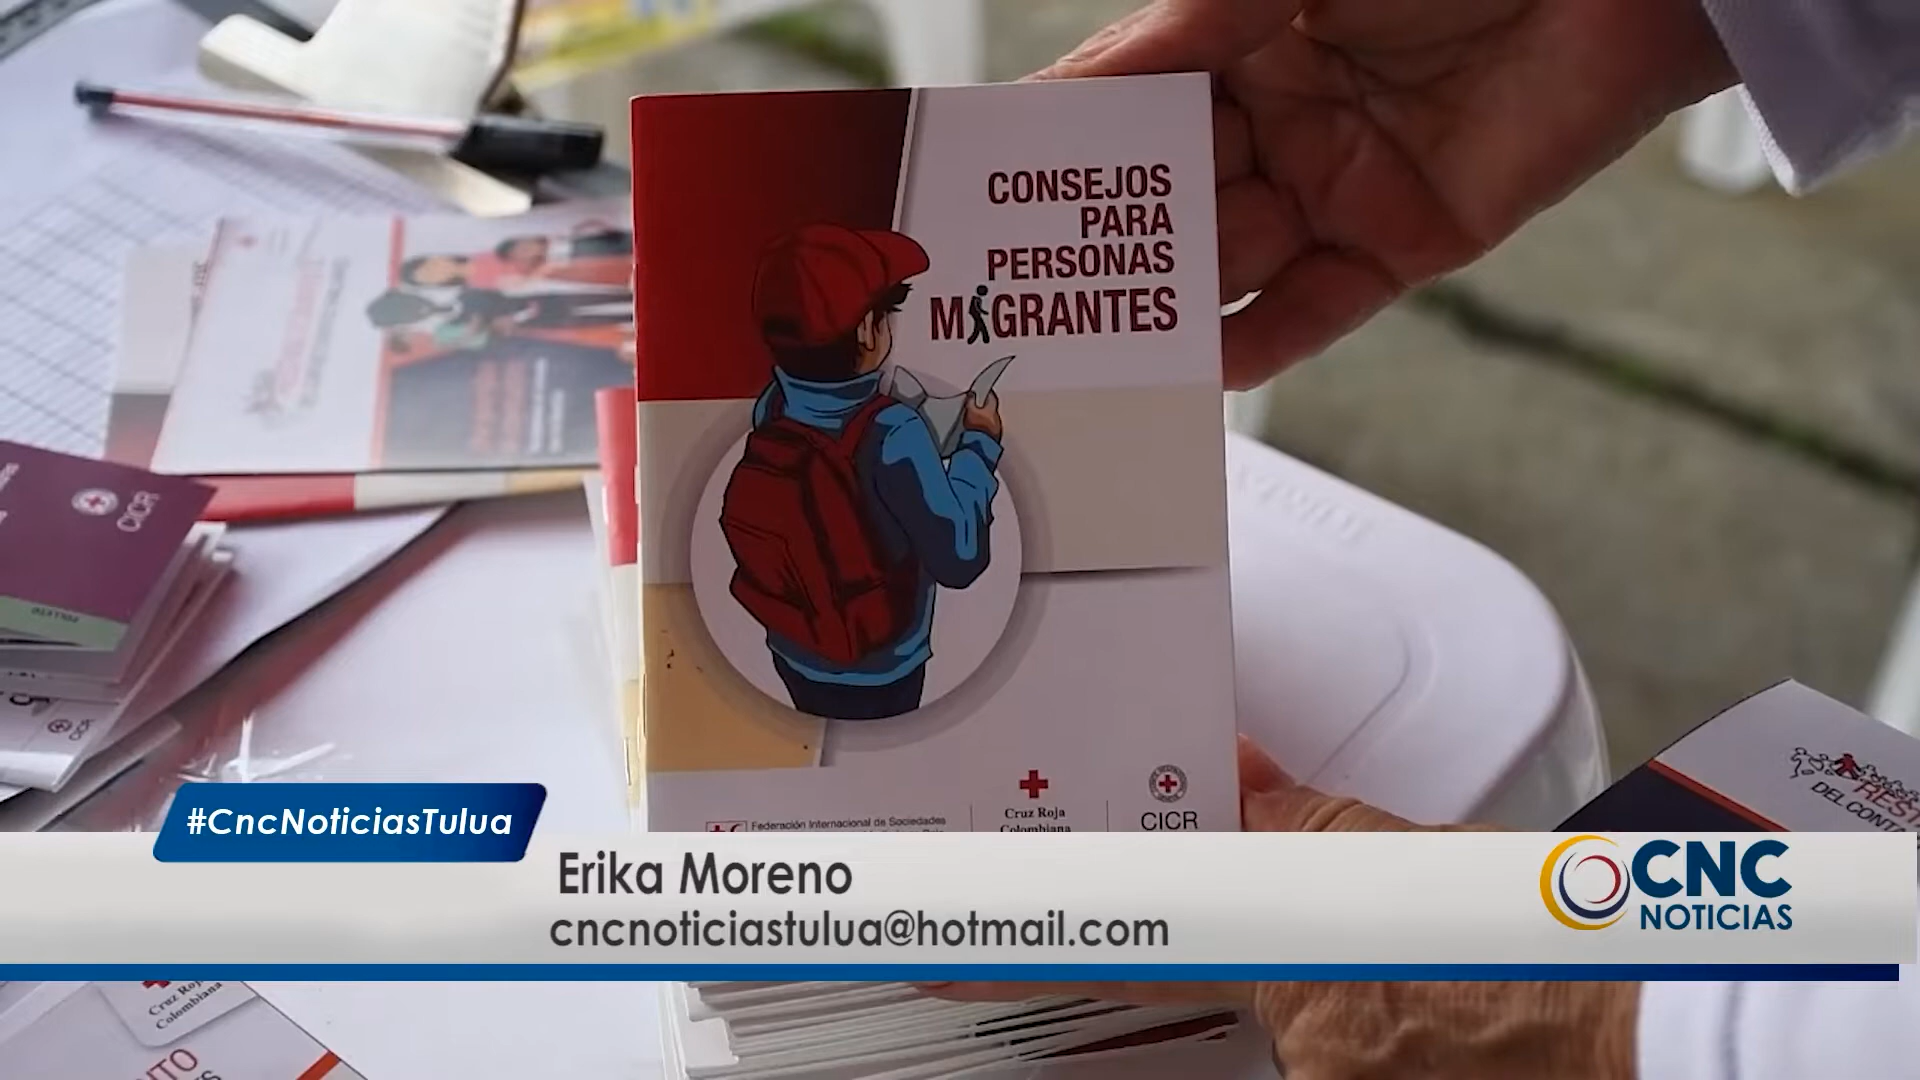 CONSEJOS
PARA
PERSONAS
MIGRANTES
CICR
FOLLETO
CICR
Federación Internacional de Sociedades
Cruz Roja
Colombiana
CICR
DEL CONTA
#CncNoticiasTulua
Erika Moreno
cncnoticiastulua@hotmail.com
CNC
NOTICIAS
Cruz Roja
Colombiana